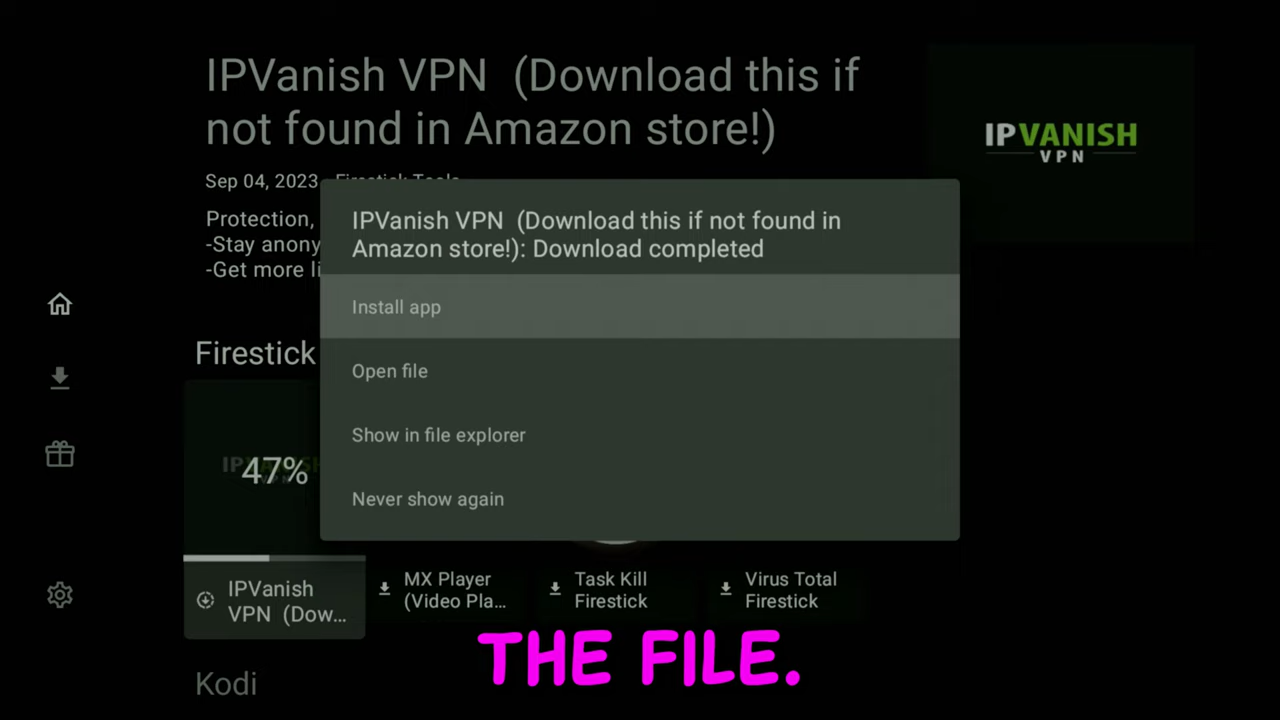 IPVanish VPN (Download this if
not found in Amazon store!)
IPVANISH
VPN
Sep 04, 2023 Firestick Tools
Protection,
-Stay anony
-Get more li
IPVanish VPN (Download this if not found in
Amazon store!): Download completed
Install app
Open file
Show in file explorer
Never show again
Firestick
47%
IPVanish
VPN (Dow...
MX Player
(Video Pla...
Task Kill
Firestick
Virus Total
Firestick
THE FILE.
Kodi